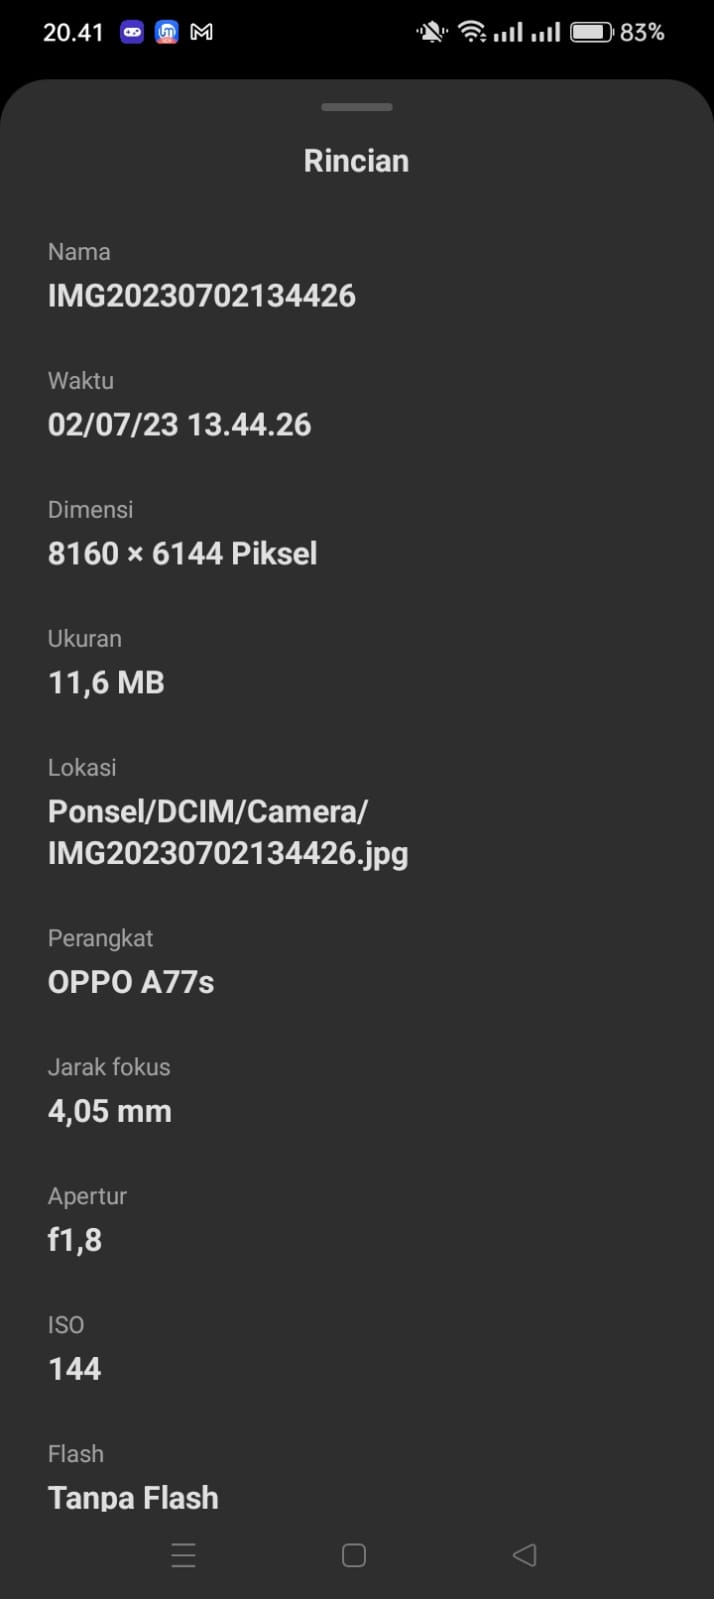 20.41
83%
Rincian
Nama
IMG20230702134426
Waktu
02/07/23 13.44.26
Dimensi
8160 × 6144 Piksel
Ukuran
11,6 MB
Lokasi
Ponsel/DCIM/Camera/
IMG20230702134426.jpg
Perangkat
OPPO A77s
Jarak fokus
4,05 mm
Apertur
f1,8
ISO
144
Flash
Tanpa Flash